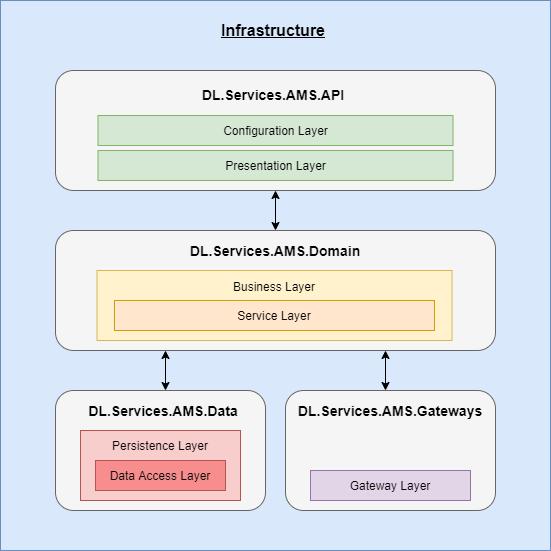 Infrastructure
DL.Services.AMS.API
Configuration Layer
Presentation Layer
DL.Services.AMS.Domain
Business Layer
Service Layer
DL.Services.AMS.Data
Persistence Layer
Data Access Layer
DL.Services.AMS.Gateways
Gateway Layer